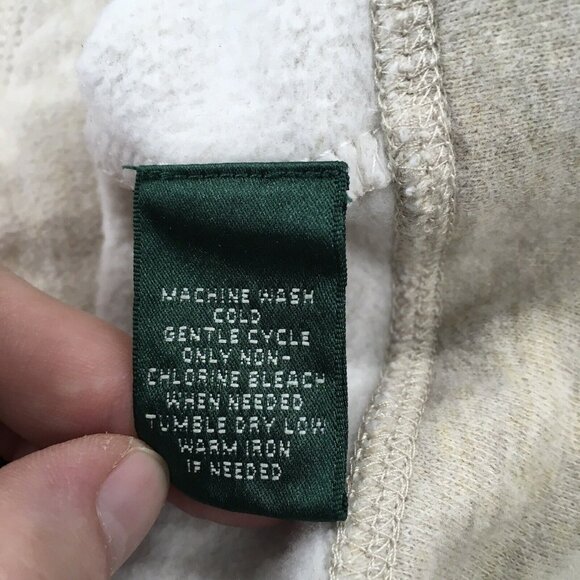 MACHINE WASH
COLD
GENTLE CYCLE
ONLY NON-
CHLORINE BLEACH
WHEN NEEDED
TUMBLE DRY LOW
WARM IRON
IF NEEDED